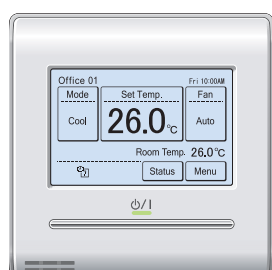 Office 01 Fri 10:00AM
Mode Set Temp. Fan
Cool 26.0°C Auto
Room Temp. 26.0°C
Status Menu